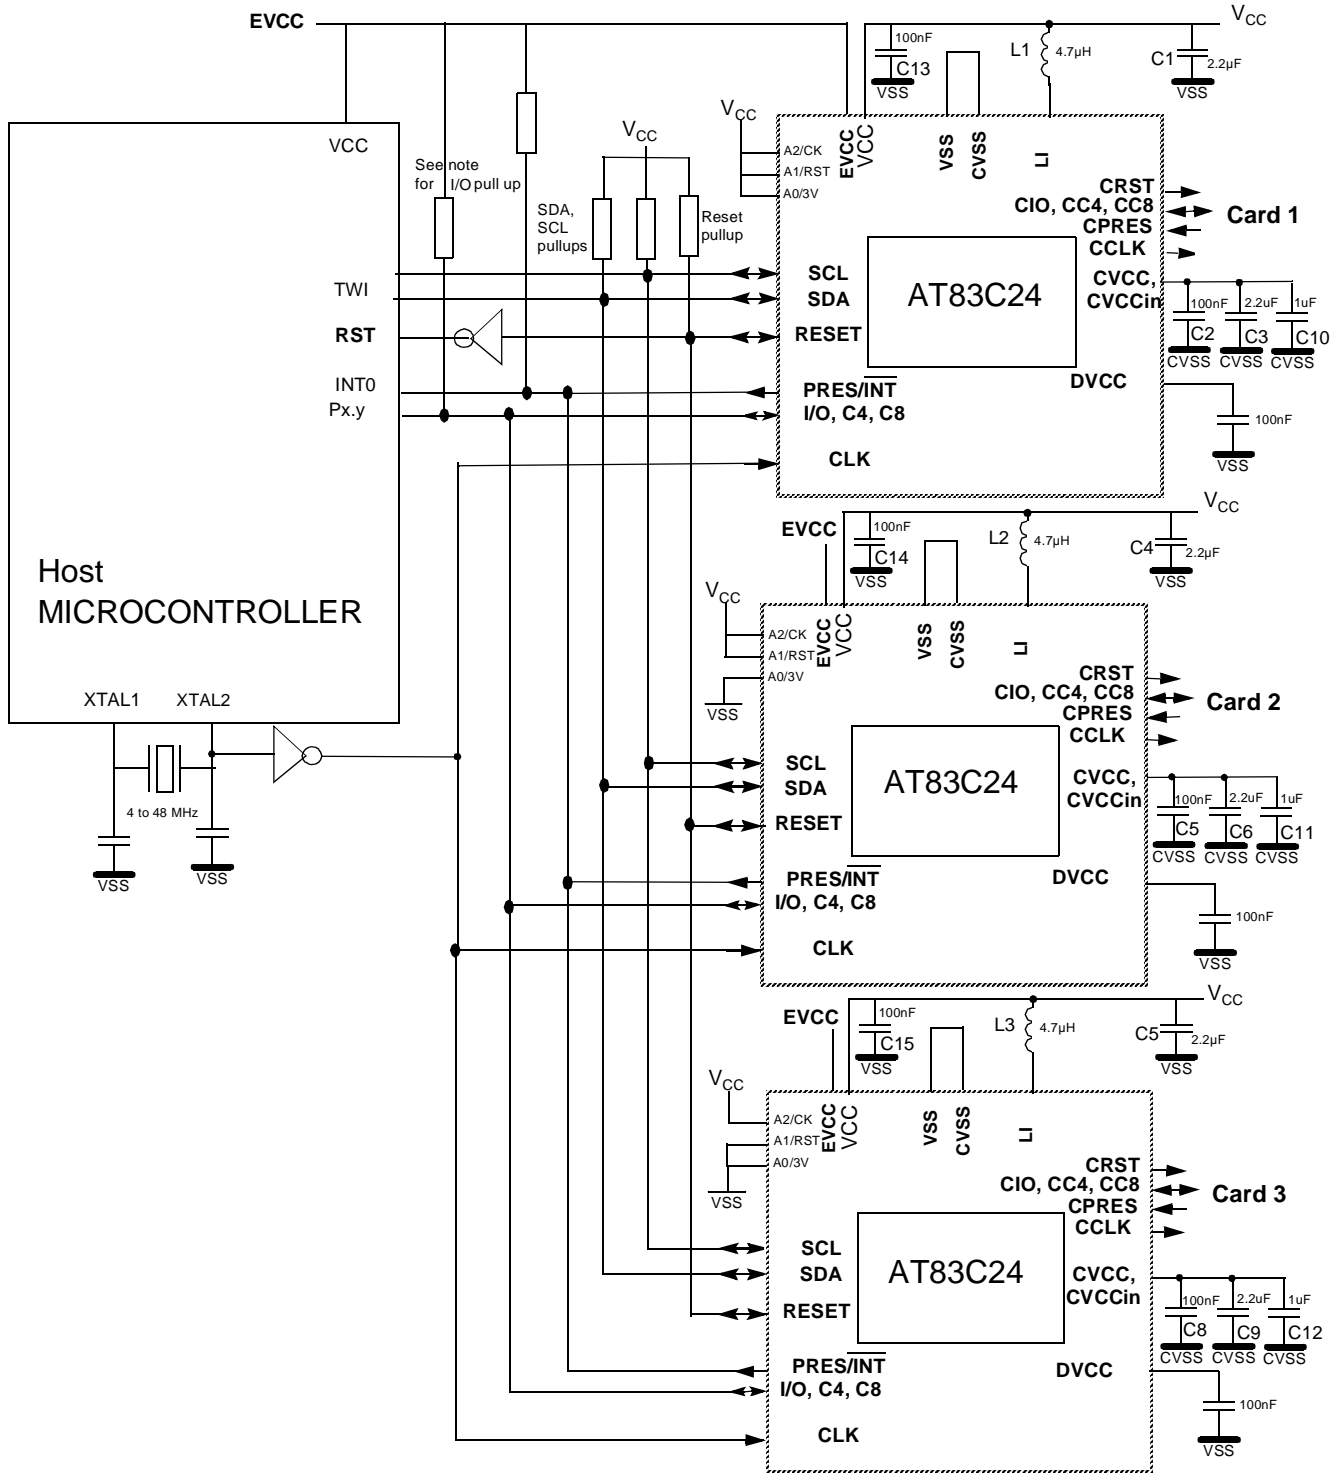 EVCC
VCC
100nF
C13
VSS
L1
4.7µH
C1
2.2µF
VSS
VCC
VCC
A2/CK
A1/RST
A0/3V
EVCC
VCC
VSS
CVSS
LI
CRST
CIO, CC4, CC8
CPRES
CCLK
Card 1
See note
for I/O pull up
VCC
SDA,
SCL
pullups
Reset
pullup
TWI
RST
INT0
Px.y
SCL
SDA
RESET
AT83C24
CVCC,
CVCCin
100nF
C2
CVSS
2.2uF
C3
CVSS
1uF
C10
CVSS
PRES/INT
I/O, C4, C8
DVCC
100nF
VSS
CLK
Host
MICROCONTROLLER
XTAL1
XTAL2
4 to 48 MHz
VSS
VSS
VCC
EVCC
100nF
C14
VSS
L2
4.7µH
C4
2.2µF
VSS
VCC
A2/CK
A1/RST
A0/3V
VSS
EVCC
VCC
VSS
CVSS
LI
CRST
CIO, CC4, CC8
CPRES
CCLK
Card 2
SCL
SDA
RESET
AT83C24
CVCC,
CVCCin
100nF
C5
CVSS
2.2uF
C6
CVSS
1uF
C11
CVSS
PRES/INT
I/O, C4, C8
DVCC
100nF
VSS
CLK
VCC
EVCC
100nF
C15
VSS
L3
4.7µH
C5
2.2µF
VSS
VCC
A2/CK
A1/RST
A0/3V
VSS
EVCC
VCC
VSS
CVSS
LI
CRST
CIO, CC4, CC8
CPRES
CCLK
Card 3
SCL
SDA
RESET
AT83C24
CVCC,
CVCCin
100nF
C8
CVSS
2.2uF
C9
CVSS
1uF
C12
CVSS
PRES/INT
I/O, C4, C8
DVCC
100nF
VSS
CLK